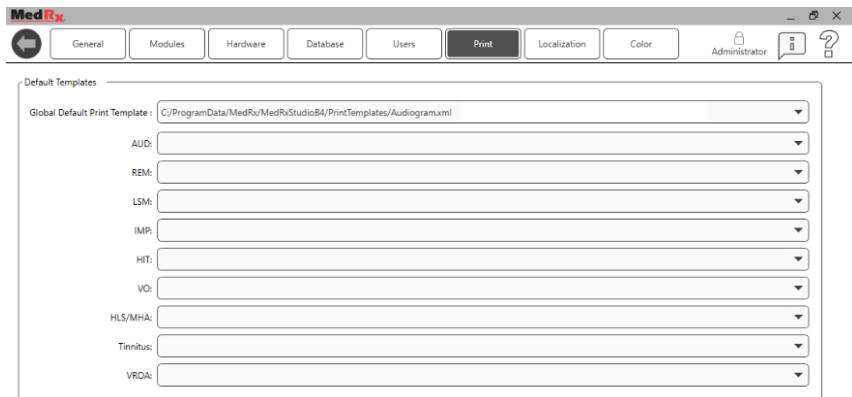 MedRx
General Modules Hardware Database Users Print Localization Color Administrator i ?
Default Templates
Global Default Print Template : C:/ProgramData/MedRx/MedRxStudioB4/PrintTemplates/Audiogram.xml
AUD:
REM:
LSM:
IMP:
HIT:
VO:
HLS/MHA:
Tinnitus:
VROA: